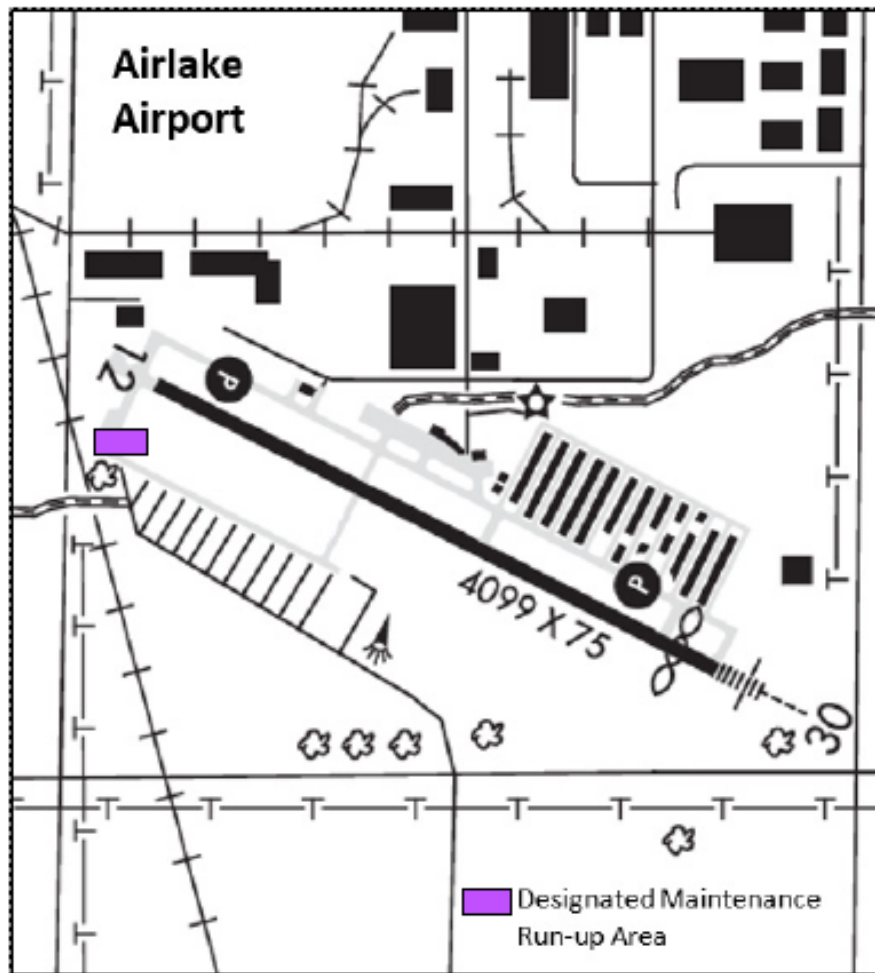 Airlake
Airport
12
P
4099 X 75
P
30
Designated Maintenance
Run-up Area